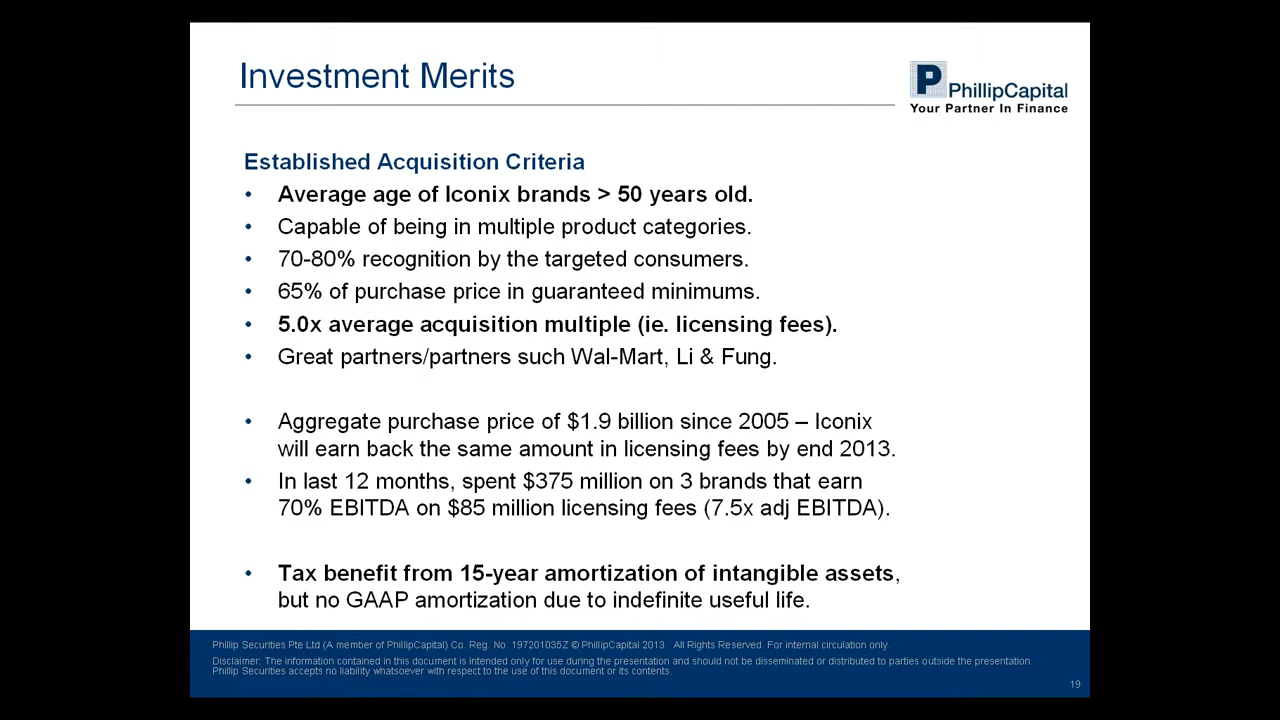 Investment Merits
P PhillipCapital
Your Partner In Finance
Established Acquisition Criteria
• Average age of Iconix brands > 50 years old.
• Capable of being in multiple product categories.
• 70-80% recognition by the targeted consumers.
• 65% of purchase price in guaranteed minimums.
• 5.0x average acquisition multiple (ie. licensing fees).
• Great partners/partners such Wal-Mart, Li & Fung.
• Aggregate purchase price of $1.9 billion since 2005 – Iconix
will earn back the same amount in licensing fees by end 2013.
• In last 12 months, spent $375 million on 3 brands that earn
70% EBITDA on $85 million licensing fees (7.5x adj EBITDA).
• Tax benefit from 15-year amortization of intangible assets,
but no GAAP amortization due to indefinite useful life.
Phillip Securities Pte Ltd (A member of PhillipCapital) Co. Reg. No. 197201035Z © PhillipCapital 2013. All Rights Reserved. For internal circulation only.
Disclaimer: The information contained in this document is intended only for use during the presentation and should not be disseminated or distributed to parties outside the presentation.
Phillip Securities accepts no liability whatsoever with respect to the use of this document or its contents.
19